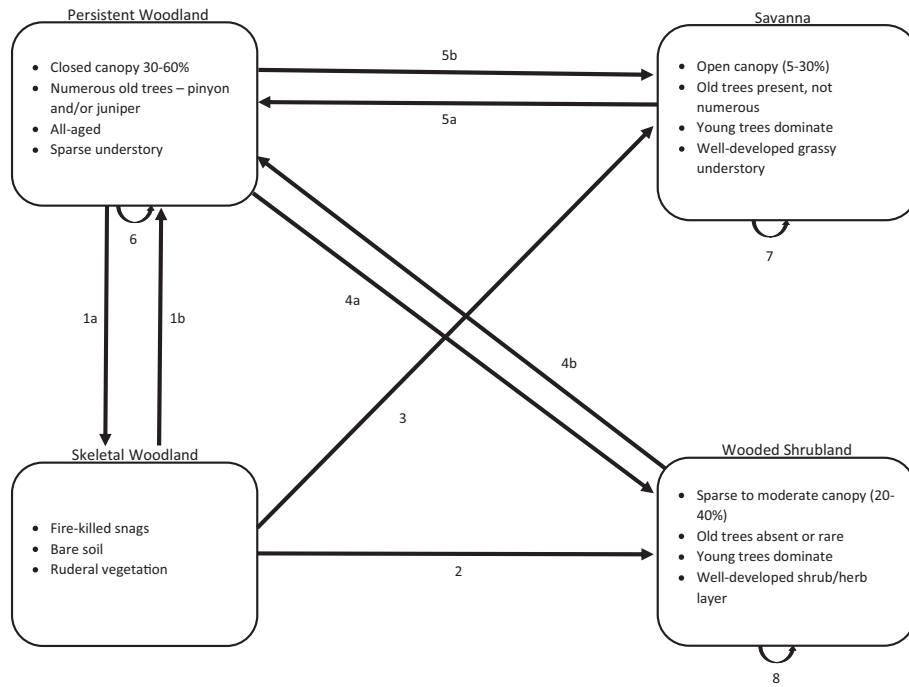 Persistent Woodland
• Closed canopy 30-60%
• Numerous old trees – pinyon
and/or juniper
• All-aged
• Sparse understory
Savanna
• Open canopy (5-30%)
• Old trees present, not
numerous
• Young trees dominate
• Well-developed grassy
understory
5b
5a
6
7
1a
1b
4a
4b
3
Skeletal Woodland
• Fire-killed snags
• Bare soil
• Ruderal vegetation
2
Wooded Shrubland
• Sparse to moderate canopy (20-
40%)
• Old trees absent or rare
• Young trees dominate
• Well-developed shrub/herb
layer
8